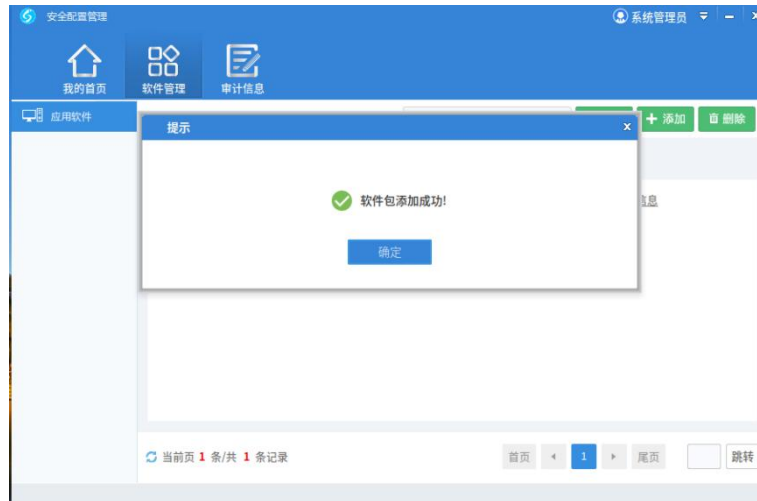 安全配置管理
系统管理员
我的首页
软件管理
审计信息
应用软件
添加
删除
提示
x
软件包添加成功!
信息
确定
当前页 1 条/共 1 条记录
首页
1
尾页
跳转